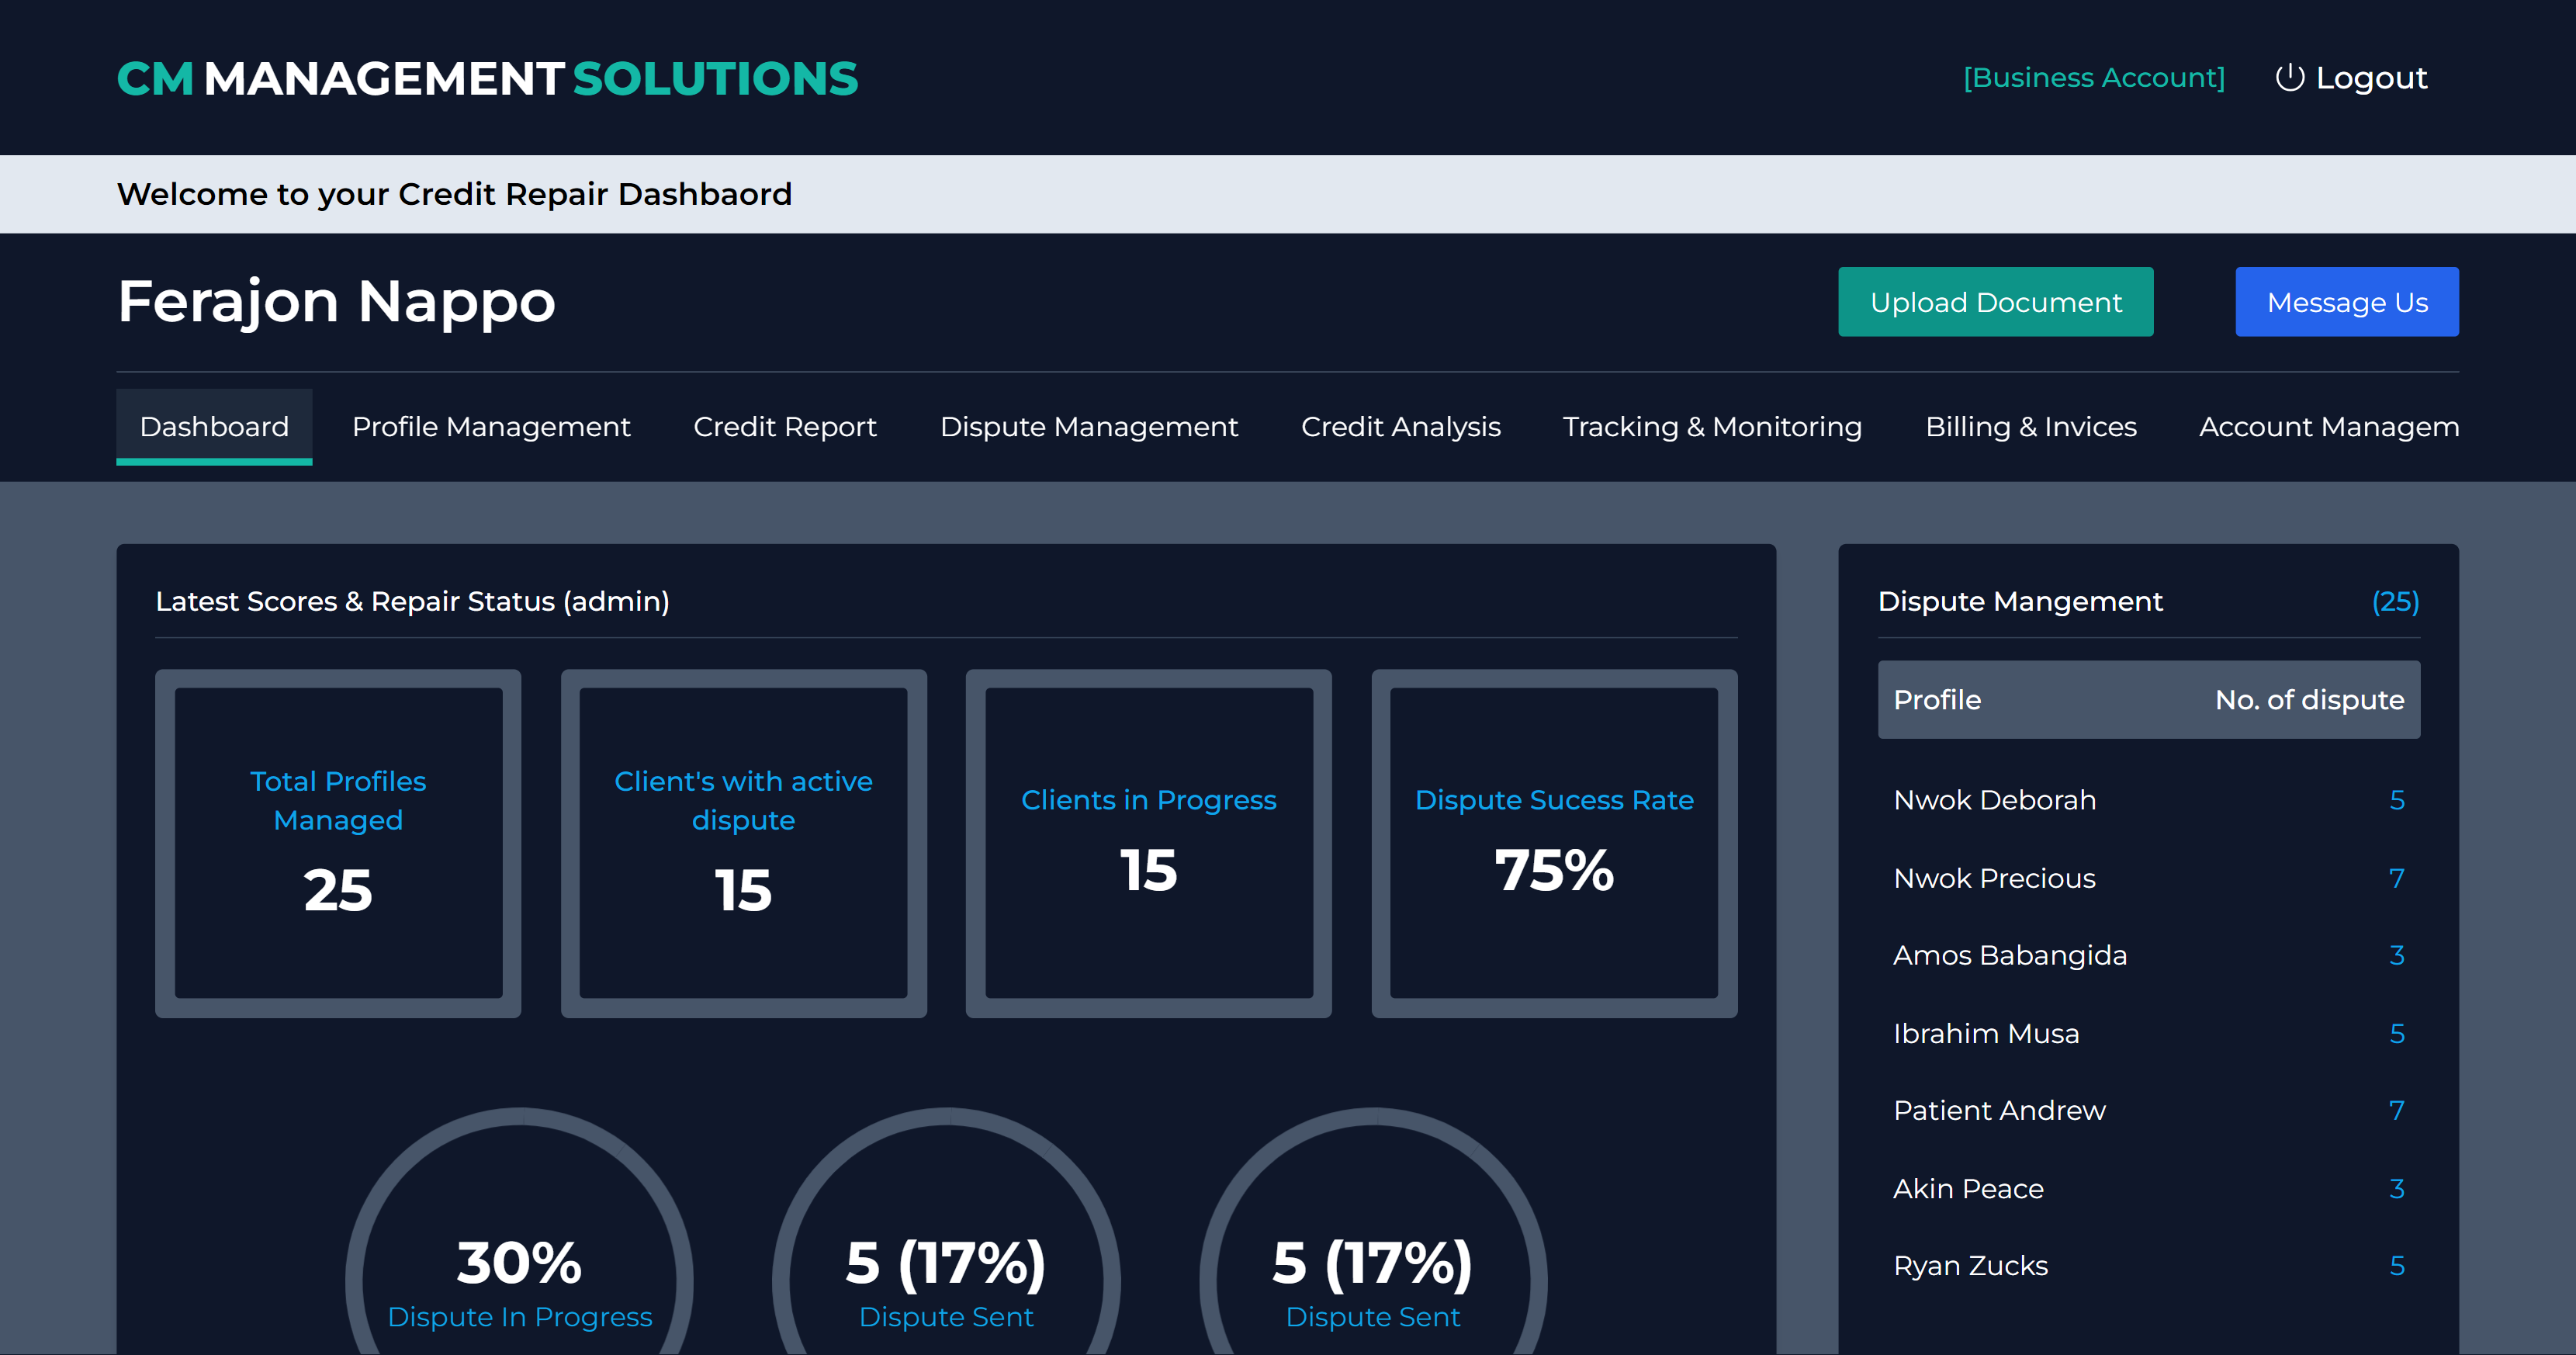 CM MANAGEMENT SOLUTIONS
[Business Account] Logout
Welcome to your Credit Repair Dashbaord
Ferajon Nappo
Upload Document Message Us
Dashboard Profile Management Credit Report Dispute Management Credit Analysis Tracking & Monitoring Billing & Invices Account Managem
Latest Scores & Repair Status (admin)
Total Profiles
Managed
25
Client's with active
dispute
15
Clients in Progress
15
Dispute Sucess Rate
75%
30%
Dispute In Progress
5 (17%)
Dispute Sent
5 (17%)
Dispute Sent
Dispute Mangement (25)
Profile No. of dispute
Nwok Deborah 5
Nwok Precious 7
Amos Babangida 3
Ibrahim Musa 5
Patient Andrew 7
Akin Peace 3
Ryan Zucks 5